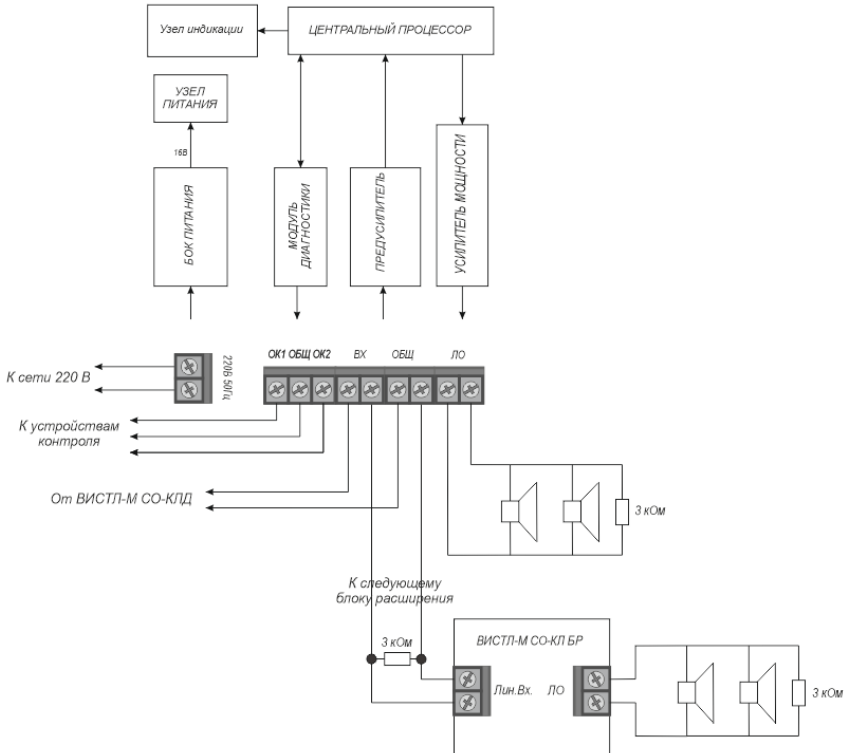 Узел индикации
ЦЕНТРАЛЬНЫЙ ПРОЦЕССОР
УЗЕЛ
ПИТАНИЯ
16В
БОК ПИТАНИЯ
МОДУЛЬ
ДИАГНОСТИКИ
ПРЕДУСИЛИТЕЛЬ
УСИЛИТЕЛЬ МОЩНОСТИ
К сети 220 В
220В 50Гц
ОК1 ОБЩ ОК2 ВХ ОБЩ ЛО
К устройствам
контроля
От ВИСТЛ-М СО-КЛД
3 кОм
К следующему
блоку расширения
3 кОм
ВИСТЛ-М СО-КЛ БР
Лин.Вх. ЛО
3 кОм